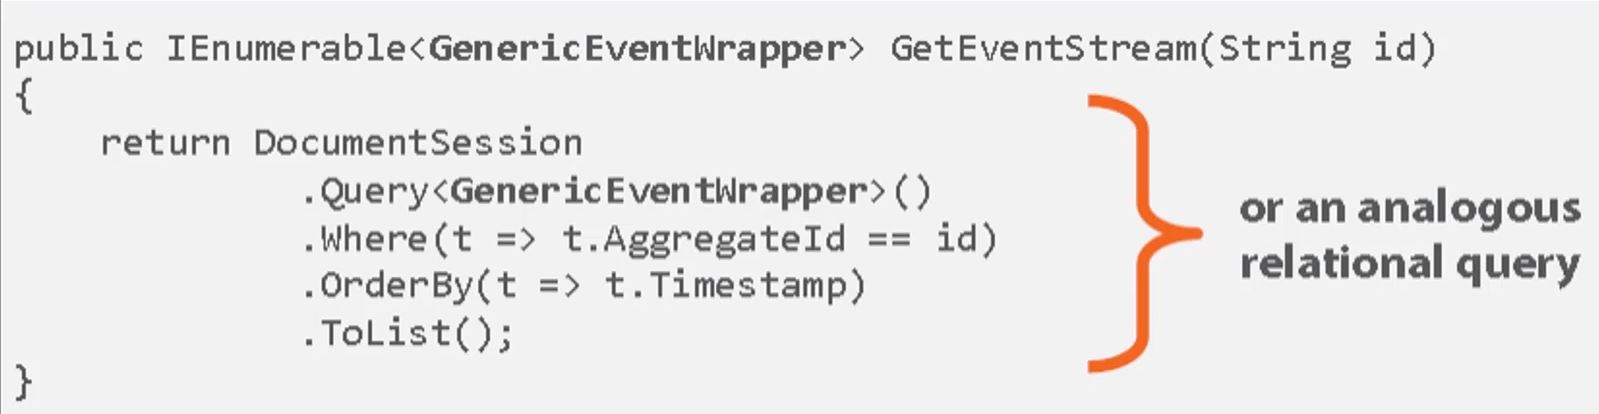 public IEnumerable<GenericEventWrapper> GetEventStream(String id)
{
return DocumentSession
.Query<GenericEventWrapper>()
.Where(t => t.AggregateId == id)
.OrderBy(t => t.Timestamp)
.ToList();
}
or an analogous
relational query